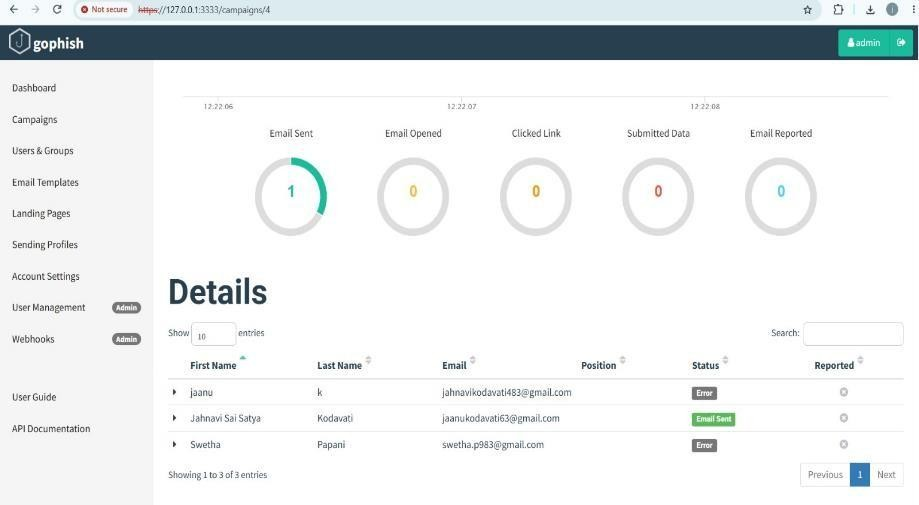 Not secure https://127.0.0.1:3333/campaigns/4
gophish
admin
Dashboard
Campaigns
Users & Groups
Email Templates
Landing Pages
Sending Profiles
Account Settings
User Management Admin
Webhooks Admin
User Guide
API Documentation
12:22:06 12:22:07 12:22:08
Email Sent Email Opened Clicked Link Submitted Data Email Reported
1 0 0 0 0
Details
Show 10 entries Search:
First Name Last Name Email Position Status Reported
jaanu k jahnavikodavati483@gmail.com Error
Jahnavi Sai Satya Kodavati jaanukodavati63@gmail.com Email Sent
Swetha Papani swetha.p983@gmail.com Error
Showing 1 to 3 of 3 entries Previous 1 Next